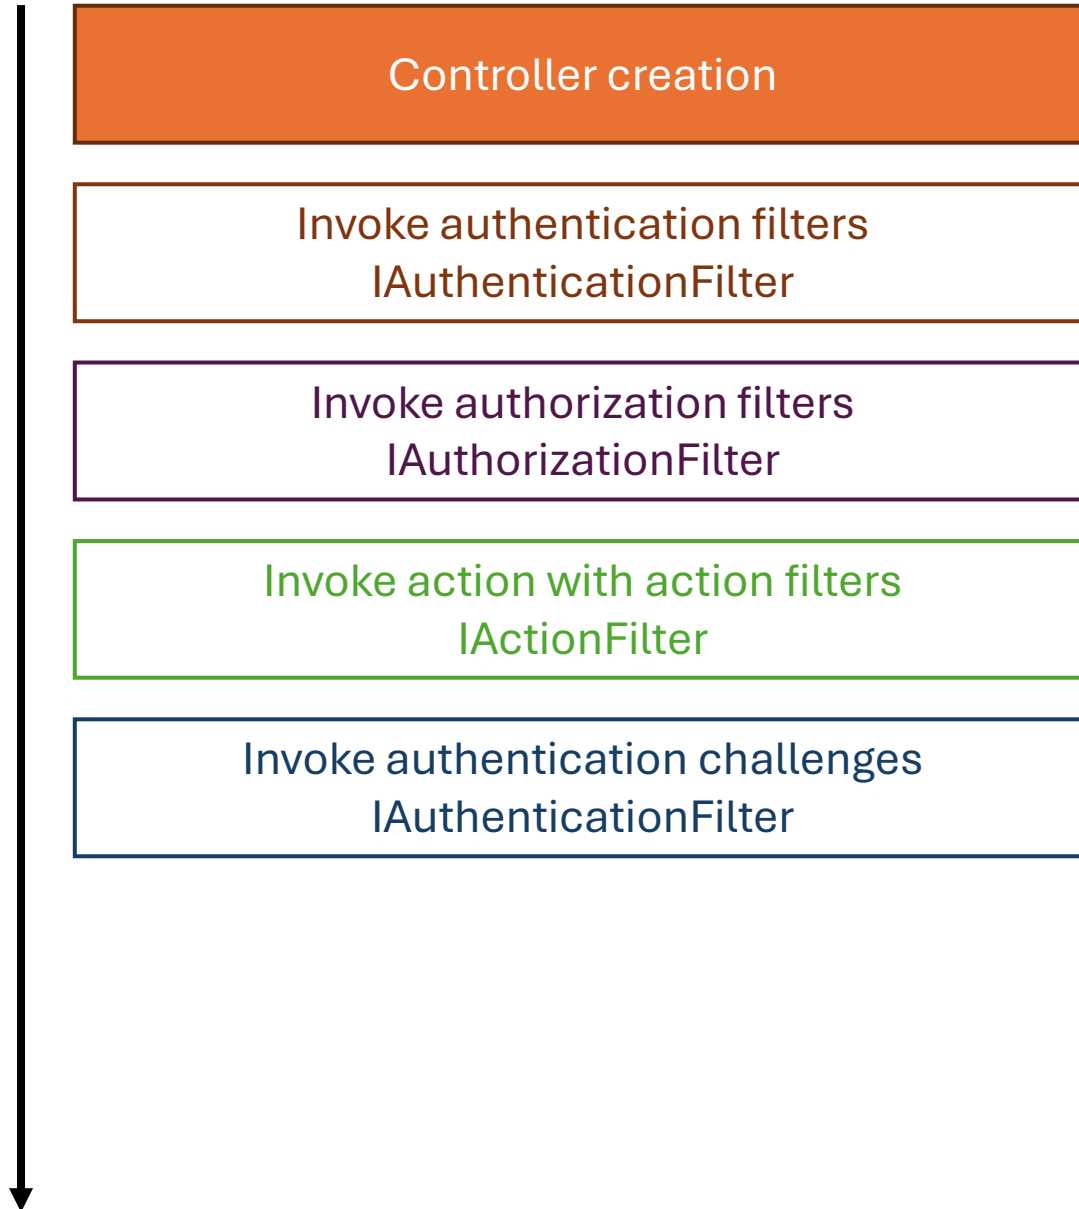 Controller creation
Invoke authentication filters
IAuthenticationFilter
Invoke authorization filters
IAuthorizationFilter
Invoke action with action filters
IActionFilter
Invoke authentication challenges
IAuthenticationFilter